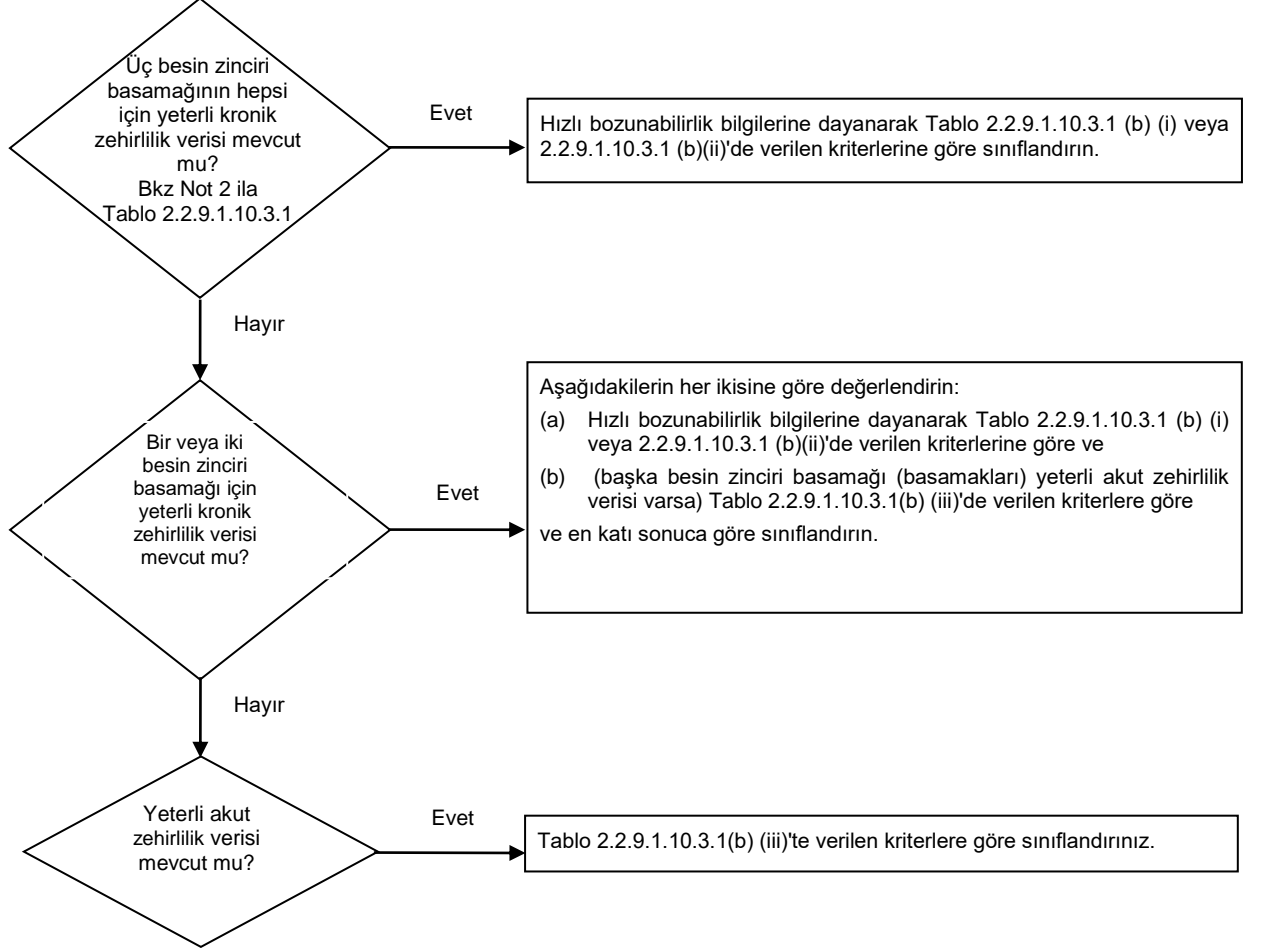 Üç besin zinciri
basamağının hepsi
için yeterli kronik
zehirlilik verisi mevcut
mu?
Bkz Not 2 ila
Tablo 2.2.9.1.10.3.1
Evet
Hızlı bozunabilirlik bilgilerine dayanarak Tablo 2.2.9.1.10.3.1 (b) (i) veya
2.2.9.1.10.3.1 (b)(ii)'de verilen kriterlerine göre sınıflandırın.
Hayır
Bir veya iki
besin zinciri
basamağı için
yeterli kronik
zehirlilik verisi
mevcut mu?
Evet
Aşağıdakilerin her ikisine göre değerlendirin:
(a) Hızlı bozunabilirlik bilgilerine dayanarak Tablo 2.2.9.1.10.3.1 (b) (i)
veya 2.2.9.1.10.3.1 (b)(ii)'de verilen kriterlerine göre ve
(b) (başka besin zinciri basamağı (basamakları) yeterli akut zehirlilik
verisi varsa) Tablo 2.2.9.1.10.3.1(b) (iii)'de verilen kriterlere göre
ve en katı sonuca göre sınıflandırın.
Hayır
Yeterli akut
zehirlilik verisi
mevcut mu?
Evet
Tablo 2.2.9.1.10.3.1(b) (iii)'te verilen kriterlere göre sınıflandırınız.